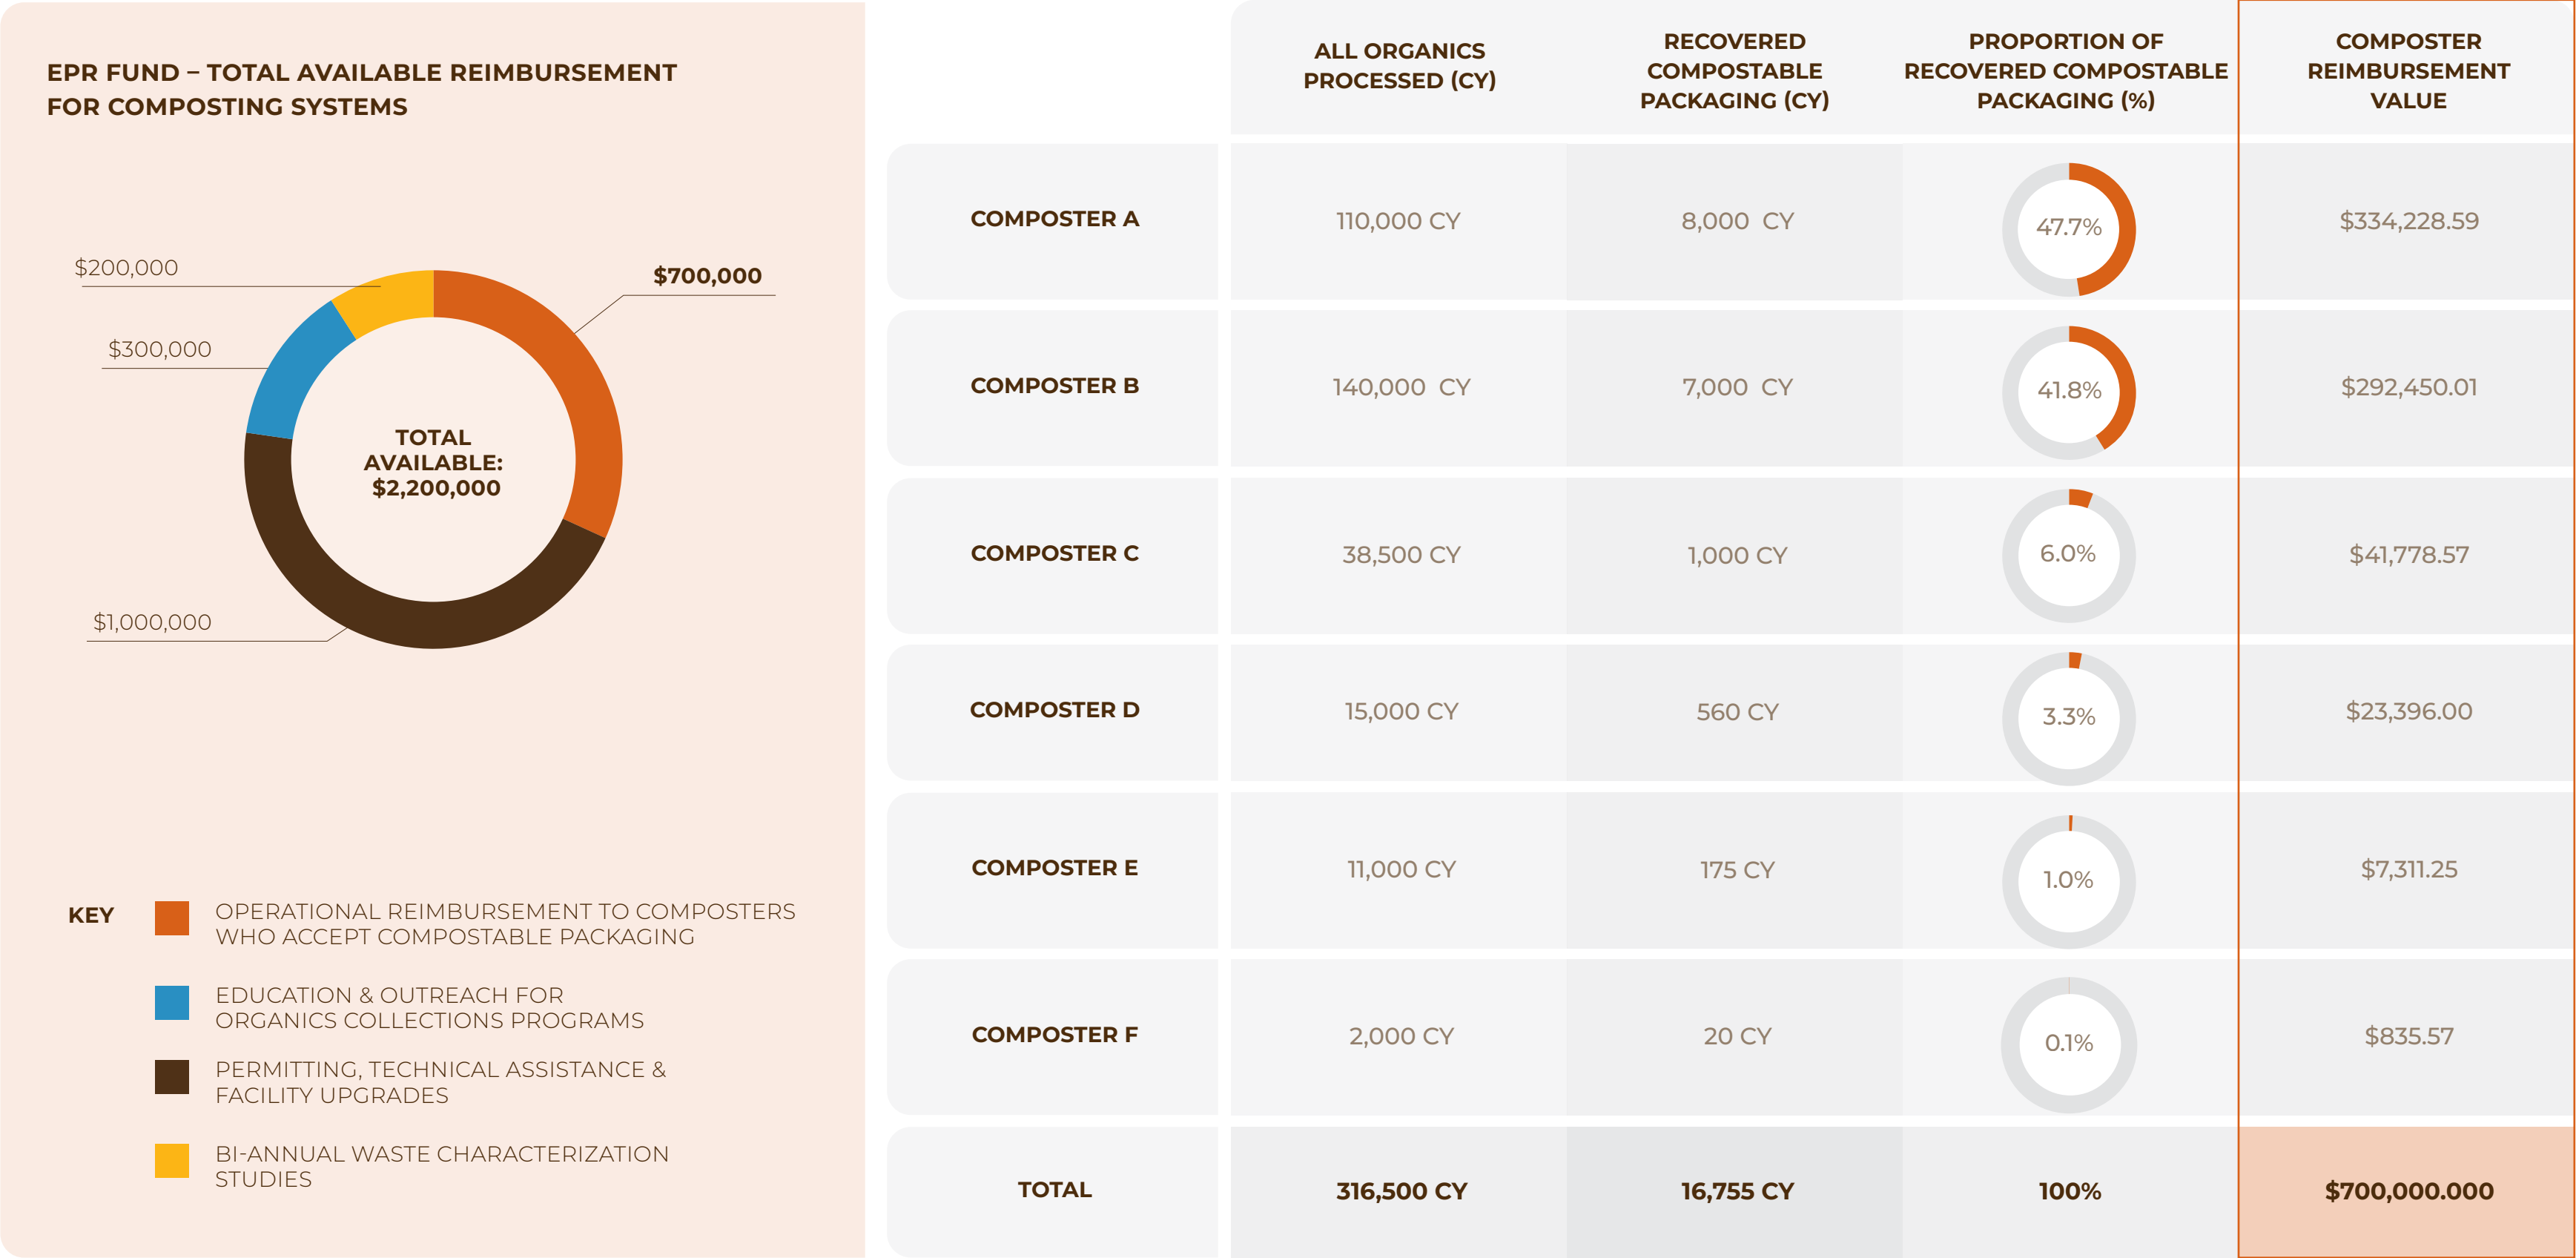 EPR FUND – TOTAL AVAILABLE REIMBURSEMENT
FOR COMPOSTING SYSTEMS
$200,000
$700,000
$300,000
TOTAL
AVAILABLE:
$2,200,000
$1,000,000
KEY
OPERATIONAL REIMBURSEMENT TO COMPOSTERS
WHO ACCEPT COMPOSTABLE PACKAGING
EDUCATION & OUTREACH FOR
ORGANICS COLLECTIONS PROGRAMS
PERMITTING, TECHNICAL ASSISTANCE &
FACILITY UPGRADES
BI-ANNUAL WASTE CHARACTERIZATION
STUDIES
ALL ORGANICS
PROCESSED (CY)
RECOVERED
COMPOSTABLE
PACKAGING (CY)
PROPORTION OF
RECOVERED COMPOSTABLE
PACKAGING (%)
COMPOSTER
REIMBURSEMENT
VALUE
COMPOSTER A 110,000 CY 8,000 CY 47.7% $334,228.59
COMPOSTER B 140,000 CY 7,000 CY 41.8% $292,450.01
COMPOSTER C 38,500 CY 1,000 CY 6.0% $41,778.57
COMPOSTER D 15,000 CY 560 CY 3.3% $23,396.00
COMPOSTER E 11,000 CY 175 CY 1.0% $7,311.25
COMPOSTER F 2,000 CY 20 CY 0.1% $835.57
TOTAL 316,500 CY 16,755 CY 100% $700,000.000